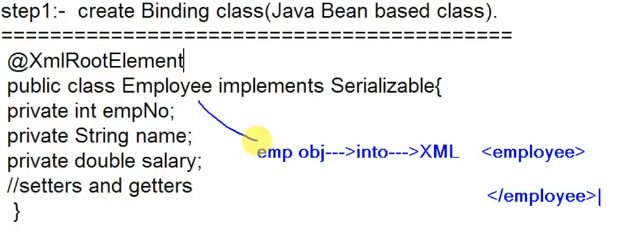 step1:- create Binding class(Java Bean based class).
==========================================
@XmlRootElement
public class Employee implements Serializable{
private int empNo;
private String name;
private double salary;
emp obj--->into--->XML <employee>
//setters and getters
</employee>
}